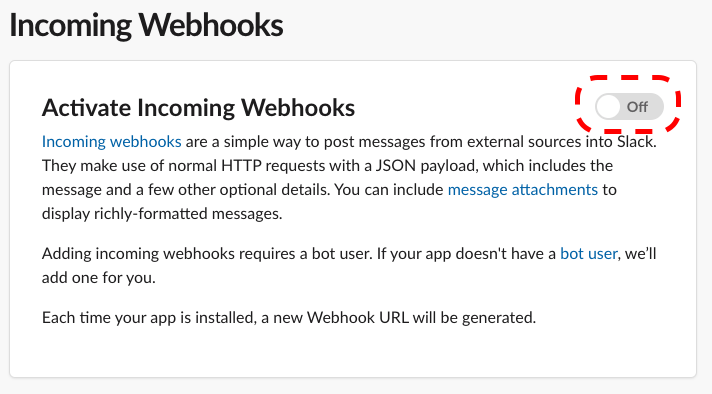 Incoming Webhooks
Activate Incoming Webhooks
Off
Incoming webhooks are a simple way to post messages from external sources into Slack.
They make use of normal HTTP requests with a JSON payload, which includes the
message and a few other optional details. You can include message attachments to
display richly-formatted messages.
Adding incoming webhooks requires a bot user. If your app doesn't have a bot user, we’ll
add one for you.
Each time your app is installed, a new Webhook URL will be generated.